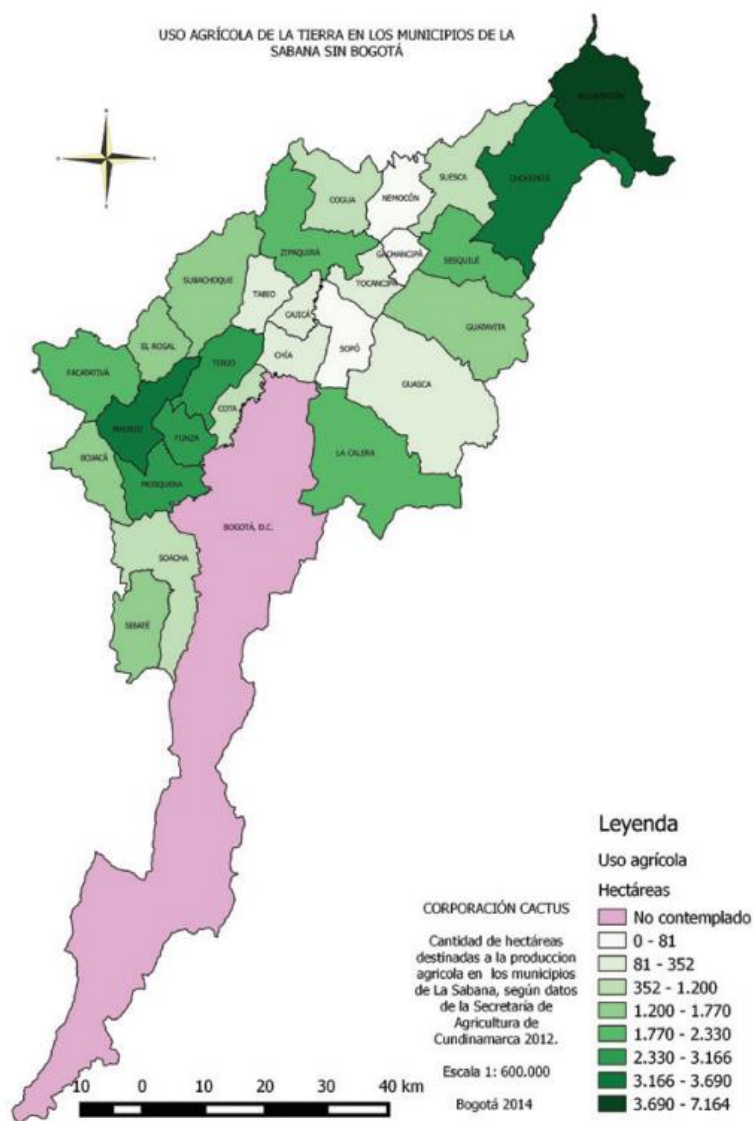 USO AGRÍCOLA DE LA TIERRA EN LOS MUNICIPIOS DE LA
SABANA SIN BOGOTÁ
VILLAPINZÓN
CHOCONTÁ
SUESCA
NEMOCÓN
COGUA
GACHANCIPÁ
ZIPAQUIRÁ
SESQUILÉ
SUBACHOQUE
TOCANCIPÁ
TABIO
CAJICÁ
GUATAVITA
EL ROSAL
SOPÓ
CHÍA
TENJO
FACATATIVÁ
GUASCA
COTA
MADRID
FUNZA
LA CALERA
BOJACÁ
MOSQUERA
BOGOTÁ, D.C.
SOACHA
SIBATÉ
Leyenda
Uso agrícola
Hectáreas
No contemplado
0 - 81
81 - 352
352 - 1.200
1.200 - 1.770
1.770 - 2.330
2.330 - 3.166
3.166 - 3.690
3.690 - 7.164
CORPORACIÓN CACTUS
Cantidad de hectáreas
destinadas a la produccion
agricola en los municipios
de La Sabana, según datos
de la Secretaría de
Agricultura de
Cundinamarca 2012.
Escala 1: 600.000
Bogotá 2014
10 0 10 20 30 40 km